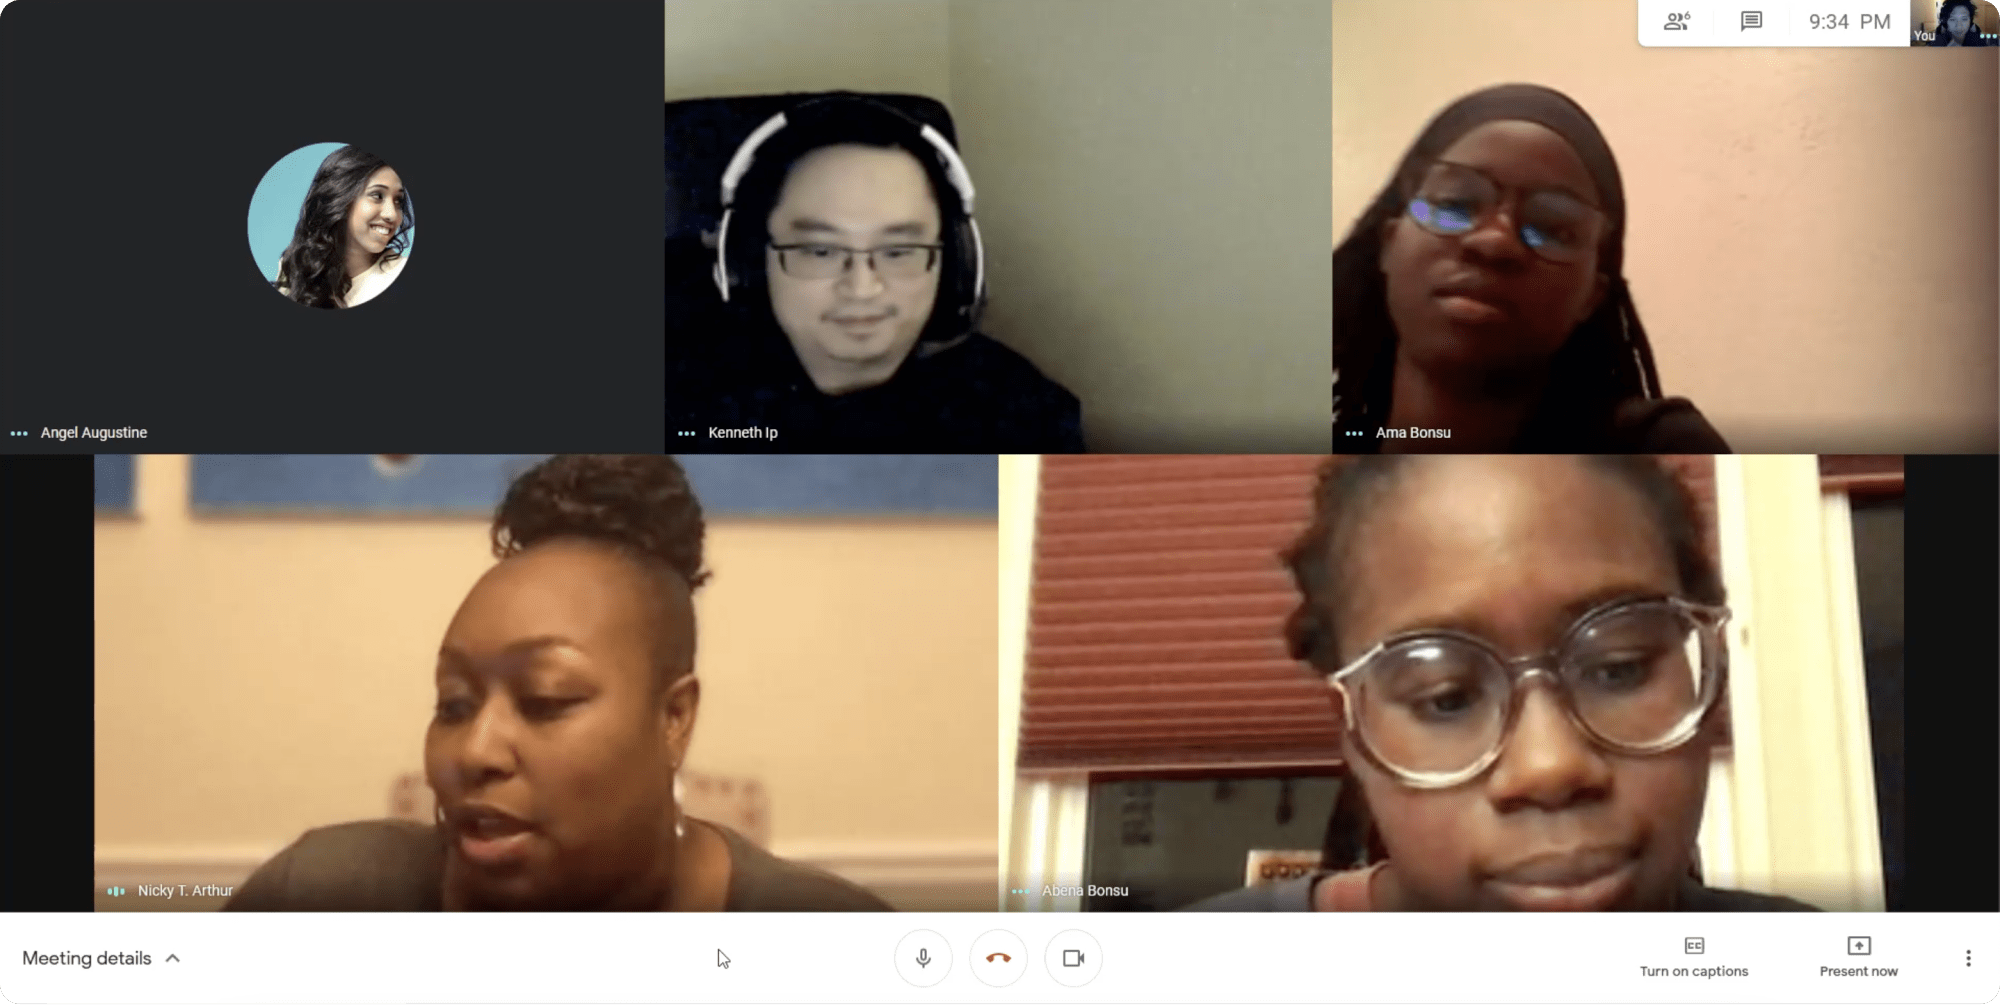 6
9:34 PM
You
Angel Augustine
Kenneth Ip
Ama Bonsu
Nicky T. Arthur
Abena Bonsu
Meeting details
CC
Turn on captions
Present now